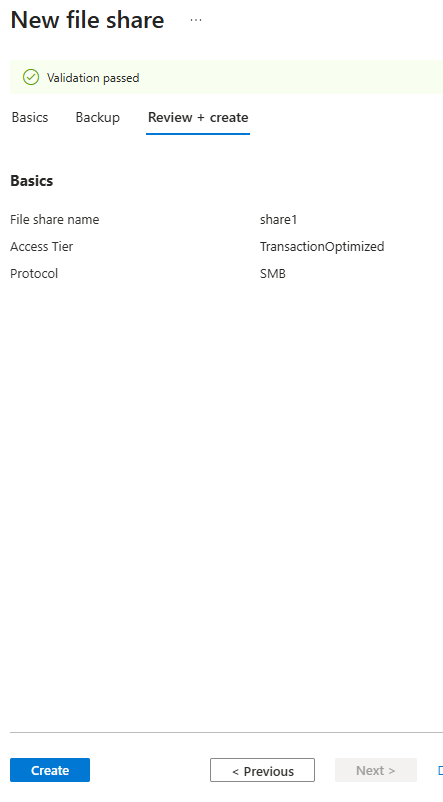 New file share ...
Validation passed
Basics Backup Review + create
Basics
File share name share1
Access Tier TransactionOptimized
Protocol SMB
Create < Previous Next >